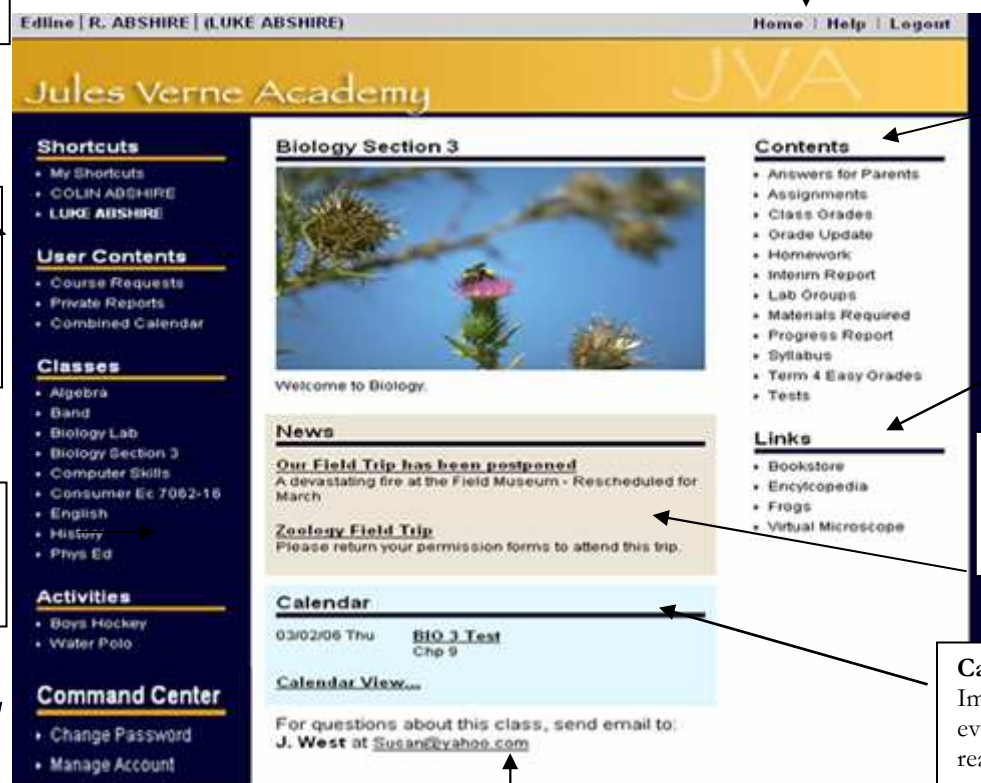 Edline | R. ABSHIRE | (LUKE ABSHIRE)
Home | Help | Logout
Jules Verne Academy
JVA
Shortcuts
• My Shortcuts
• COLIN ABSHIRE
• LUKE ABSHIRE
User Contents
• Course Requests
• Private Reports
• Combined Calendar
Classes
• Algebra
• Band
• Biology Lab
• Biology Section 3
• Computer Skills
• Consumer Ec 7062-16
• English
• History
• Phys Ed
Activities
• Boys Hockey
• Water Polo
Command Center
• Change Password
• Manage Account
Biology Section 3
Welcome to Biology.
News
Our Field Trip has been postponed
A devastating fire at the Field Museum - Rescheduled for
March
Zoology Field Trip
Please return your permission forms to attend this trip.
Calendar
03/02/06 Thu BIO 3 Test
Chp 9
Calendar View...
For questions about this class, send email to:
J. West at Susan@yahoo.com
Contents
• Answers for Parents
• Assignments
• Class Grades
• Grade Update
• Homework
• Interim Report
• Lab Groups
• Materials Required
• Progress Report
• Syllabus
• Term 4 Easy Grades
• Tests
Links
• Bookstore
• Encylcopedia
• Frogs
• Virtual Microscope